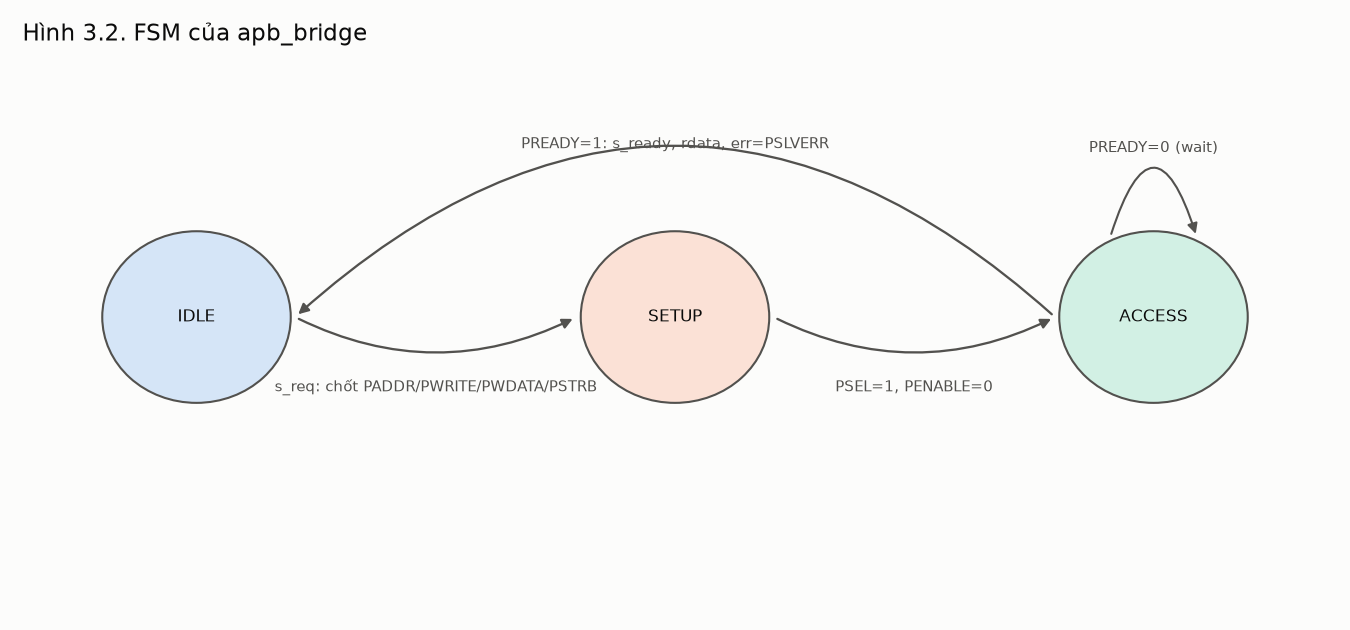 Hình 3.2. FSM của apb_bridge
PREADY=1: s_ready, rdata, err=PSLVERR
PREADY=0 (wait)
IDLE
SETUP
ACCESS
s_req: chốt PADDR/PWRITE/PWDATA/PSTRB
PSEL=1, PENABLE=0